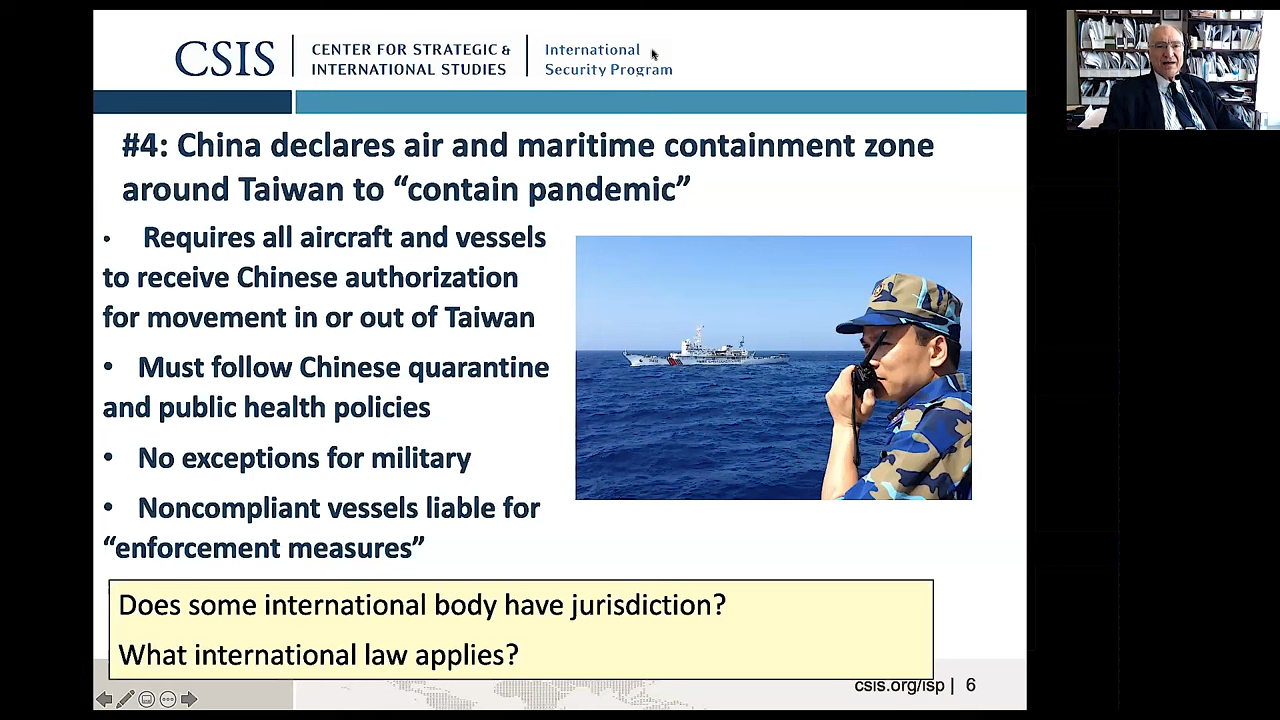 CSIS
CENTER FOR STRATEGIC &
INTERNATIONAL STUDIES
International
Security Program
#4: China declares air and maritime containment zone
around Taiwan to “contain pandemic”
• Requires all aircraft and vessels
to receive Chinese authorization
for movement in or out of Taiwan
• Must follow Chinese quarantine
and public health policies
• No exceptions for military
• Noncompliant vessels liable for
“enforcement measures”
Does some international body have jurisdiction?
What international law applies?
csis.org/isp | 6